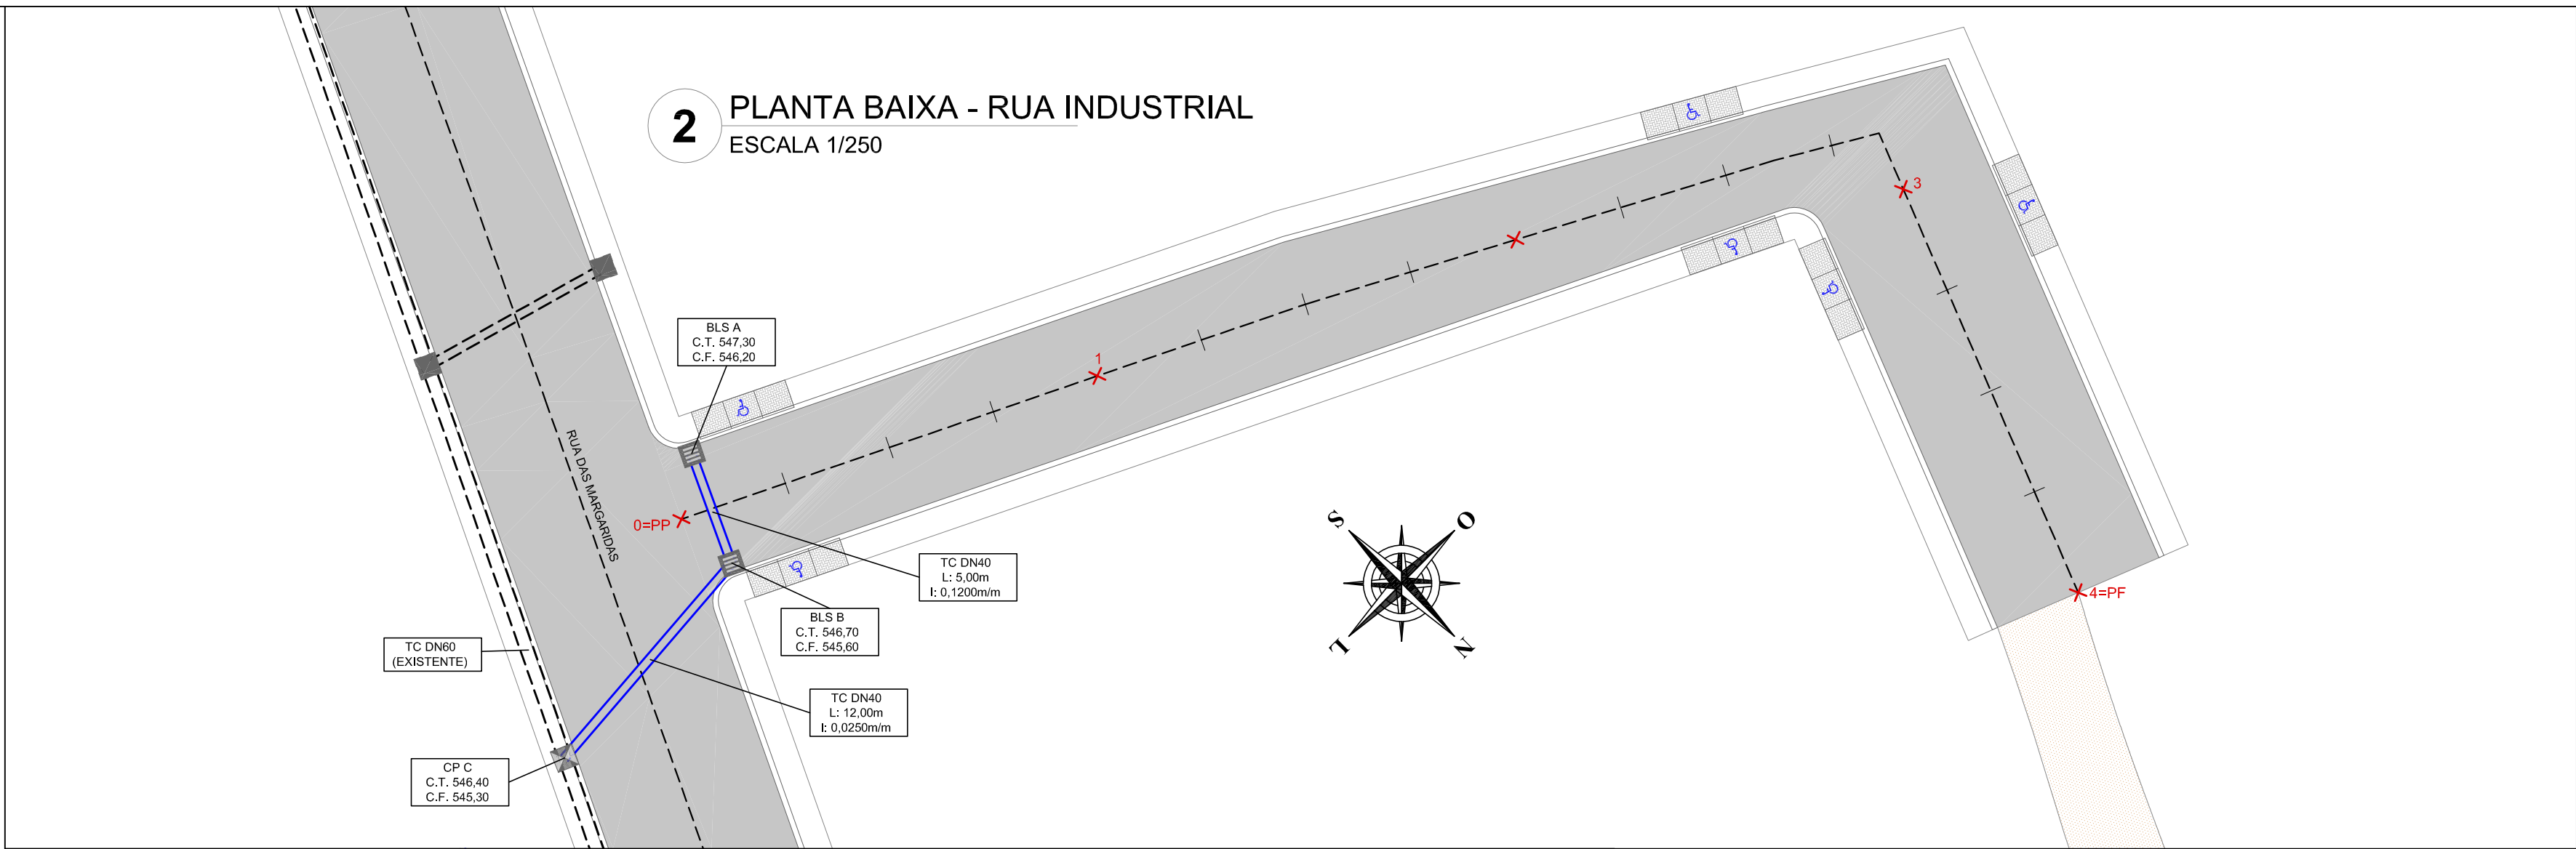 2
PLANTA BAIXA - RUA INDUSTRIAL
ESCALA 1/250
3
BLS A
C.T. 547,30
C.F. 546,20
1
RUA DAS MARGARIDAS
0=PP
S
O
L
N
TC DN40
L: 5,00m
I: 0,1200m/m
4=PF
BLS B
C.T. 546,70
C.F. 545,60
TC DN60
(EXISTENTE)
TC DN40
L: 12,00m
I: 0,0250m/m
CP C
C.T. 546,40
C.F. 545,30